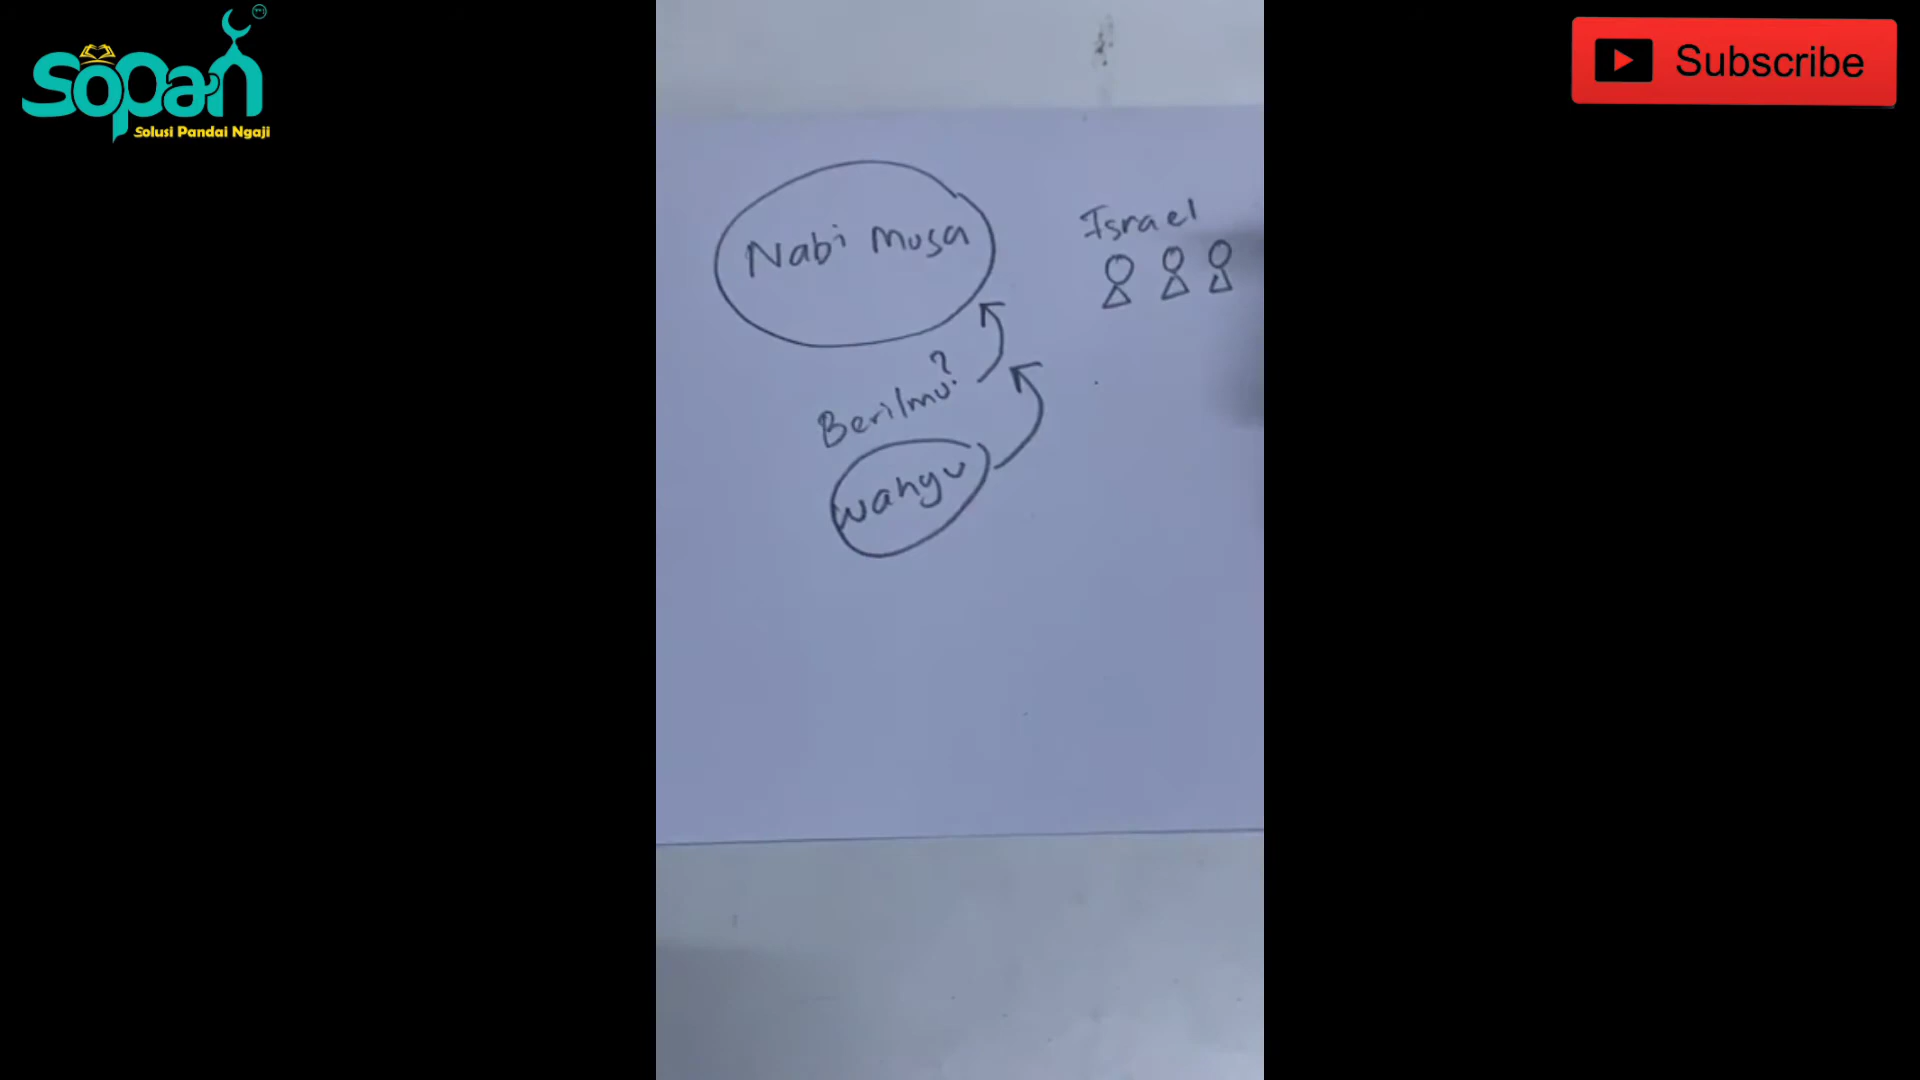 Sopan
Solusi Pandai Ngaji
Subscribe
Nabi Musa
Israel
Berilmu?
wahyu